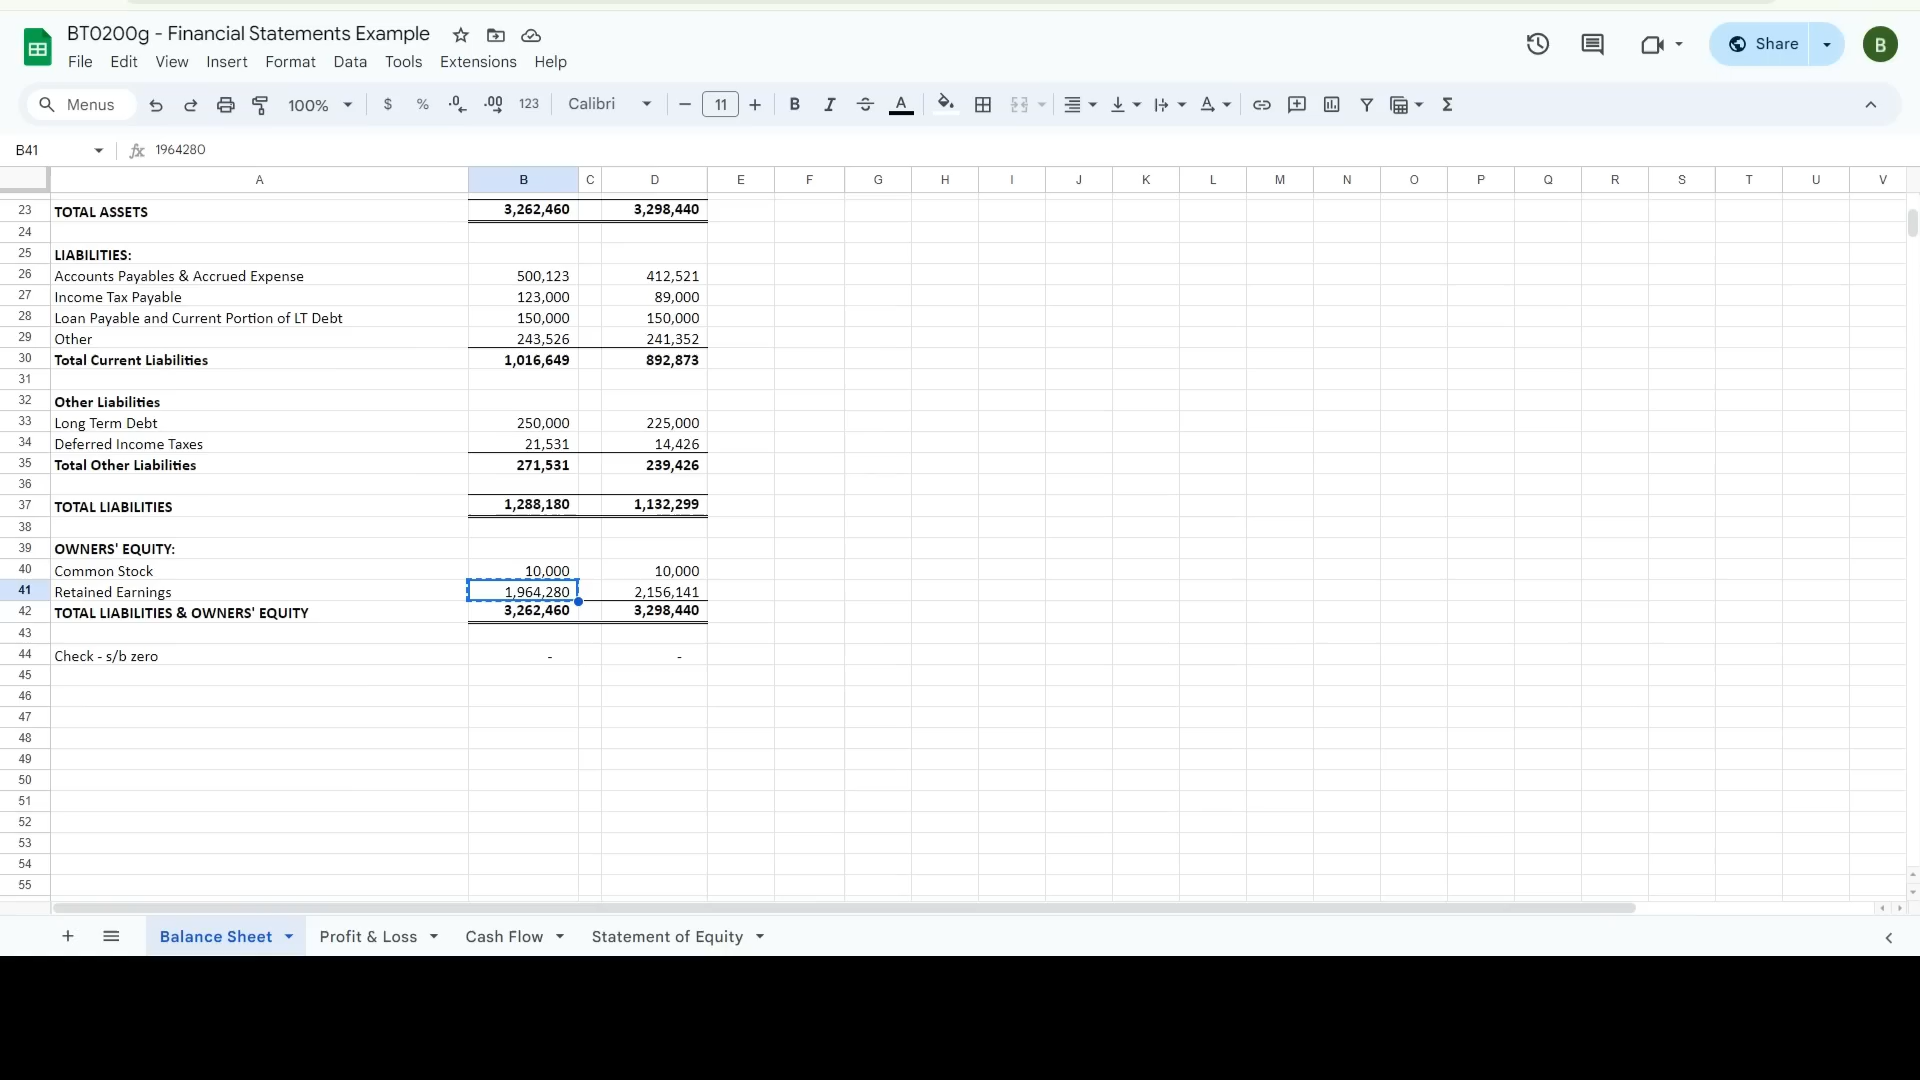 BT0200g - Financial Statements Example
File Edit View Insert Format Data Tools Extensions Help
Share
B
Menus 100% $ % .0 .00 123 Calibri 11 B I S A A Σ
B41 fx 1964280
A B C D E F G H I J K L M N O P Q R S T U V
23 TOTAL ASSETS 3,262,460 3,298,440
24
25 LIABILITIES:
26 Accounts Payables & Accrued Expense 500,123 412,521
27 Income Tax Payable 123,000 89,000
28 Loan Payable and Current Portion of LT Debt 150,000 150,000
29 Other 243,526 241,352
30 Total Current Liabilities 1,016,649 892,873
31
32 Other Liabilities
33 Long Term Debt 250,000 225,000
34 Deferred Income Taxes 21,531 14,426
35 Total Other Liabilities 271,531 239,426
36
37 TOTAL LIABILITIES 1,288,180 1,132,299
38
39 OWNERS' EQUITY:
40 Common Stock 10,000 10,000
41 Retained Earnings 1,964,280 2,156,141
42 TOTAL LIABILITIES & OWNERS' EQUITY 3,262,460 3,298,440
43
44 Check - s/b zero - -
45
46
47
48
49
50
51
52
53
54
55
Balance Sheet Profit & Loss Cash Flow Statement of Equity